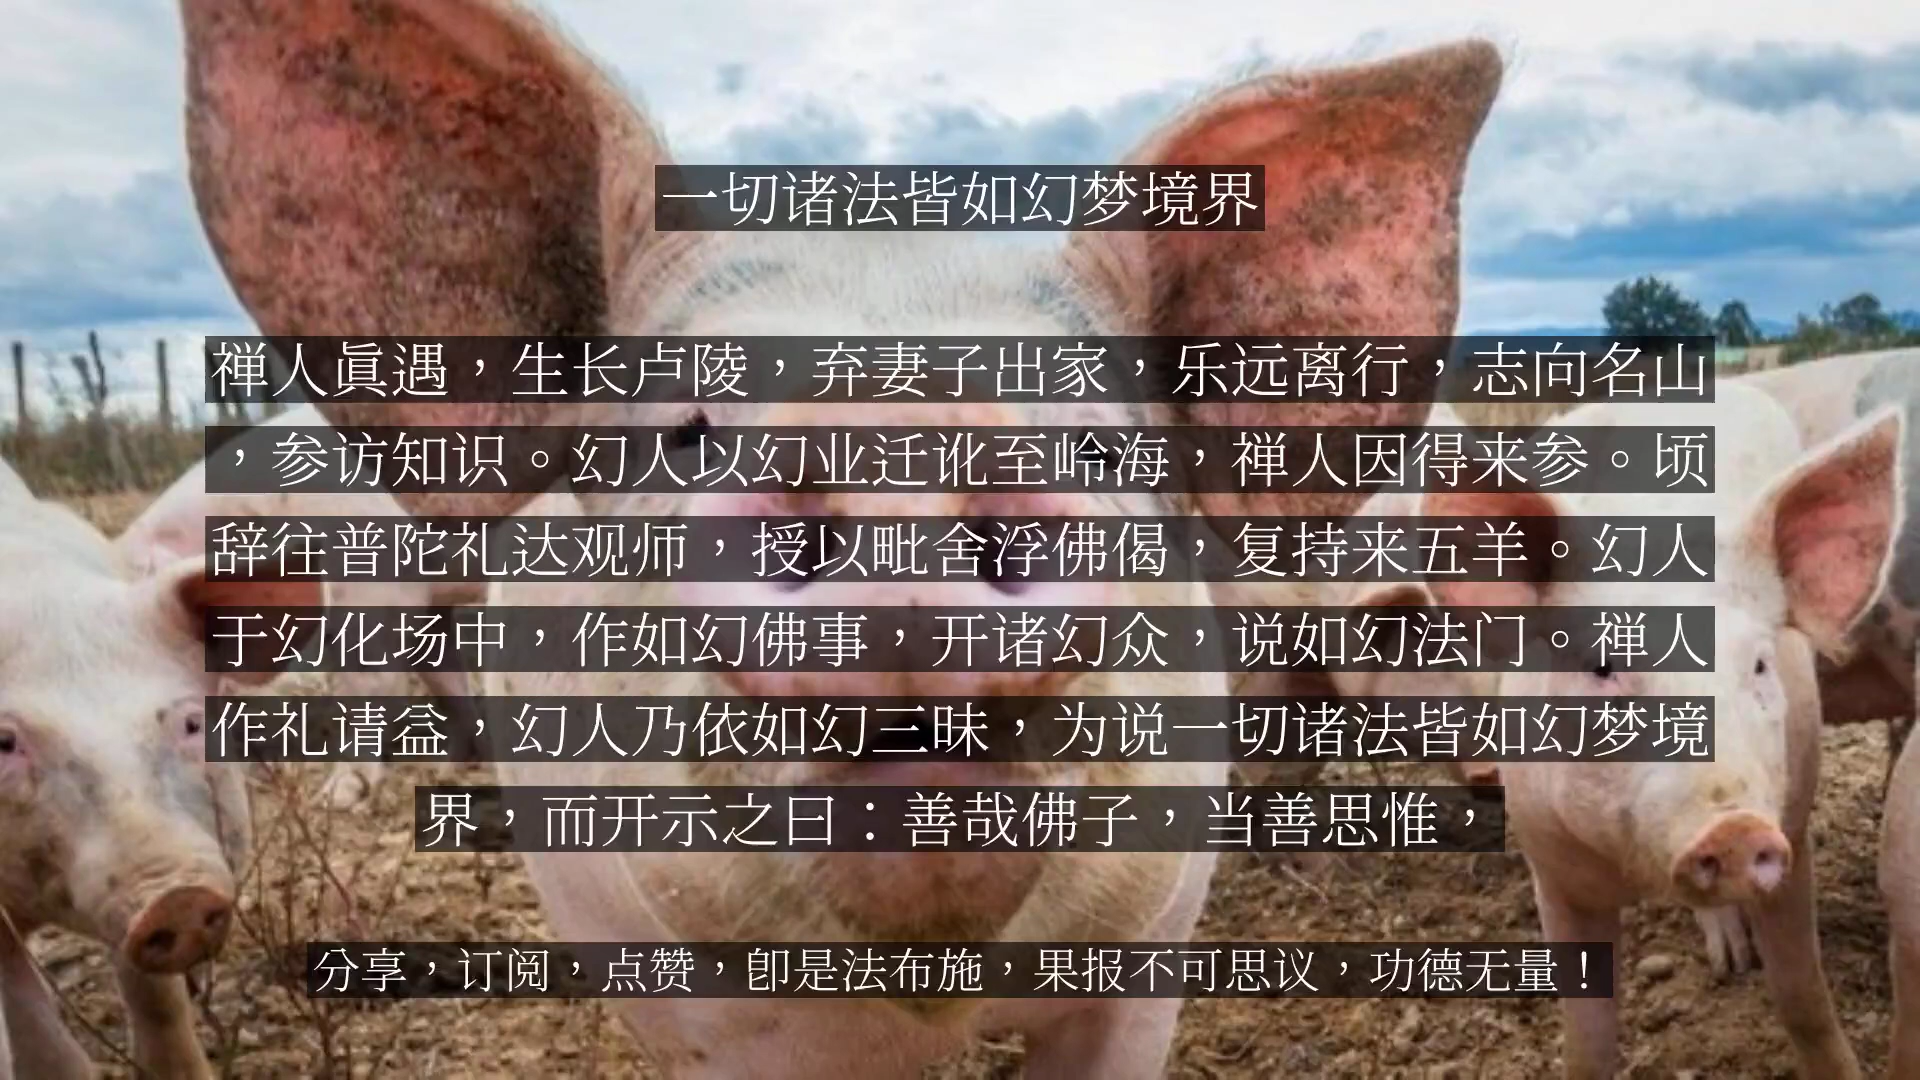 一切诸法皆如幻梦境界
禅人眞遇，生长卢陵，弃妻子出家，乐远离行，志向名山
，参访知识。幻人以幻业迁讹至岭海，禅人因得来参。顷
辞往普陀礼达观师，授以毗舍浮佛偈，复持来五羊。幻人
于幻化场中，作如幻佛事，开诸幻众，说如幻法门。禅人
作礼请益，幻人乃依如幻三昧，为说一切诸法皆如幻梦境
界，而开示之曰：善哉佛子，当善思惟，
分享，订阅，点赞，卽是法布施，果报不可思议，功德无量！